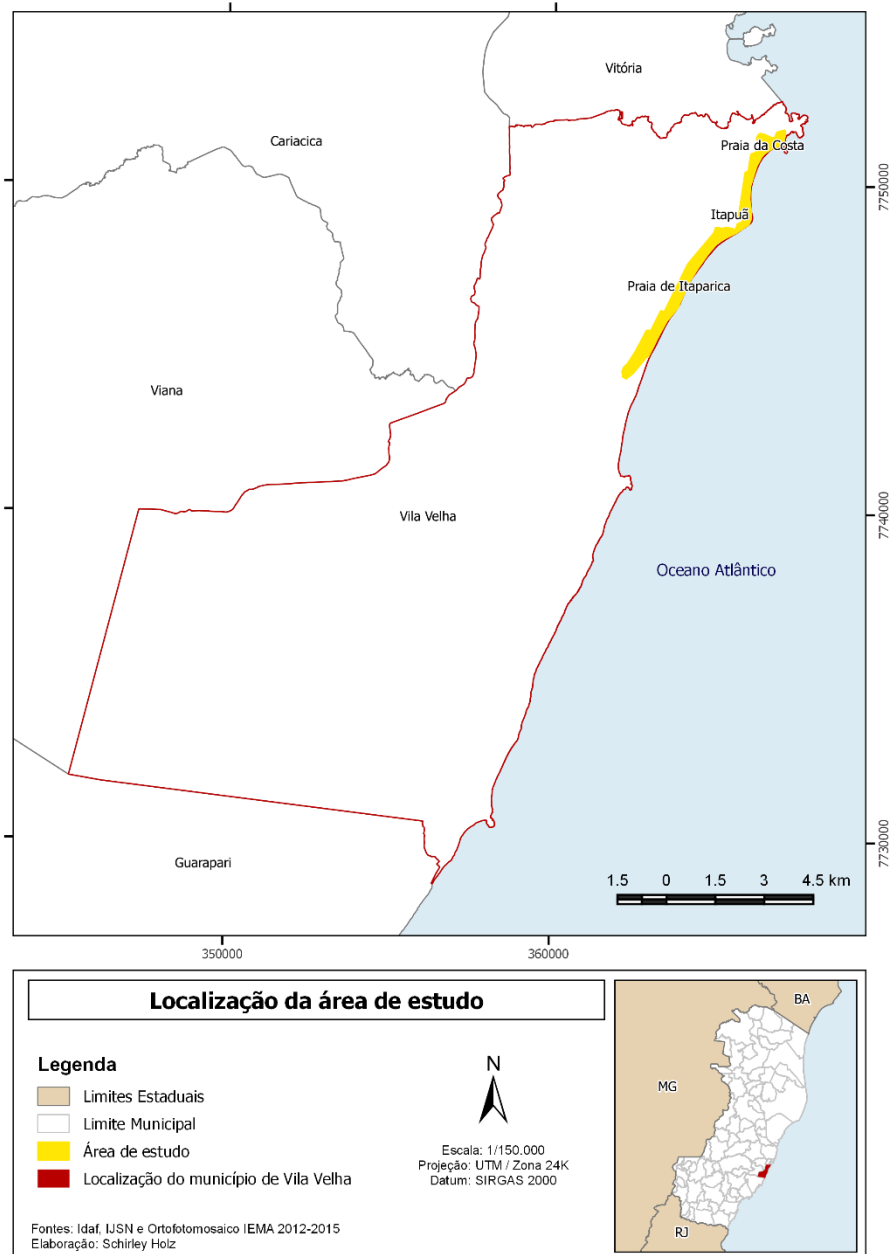 Vitória
Cariacica
Praia da Costa
7750000
Itapuã
Praia de Itaparica
Viana
Vila Velha
7740000
Oceano Atlântico
7730000
Guarapari
1.5 0 1.5 3 4.5 km
350000
360000
Localização da área de estudo
Legenda
Limites Estaduais
Limite Municipal
Área de estudo
Localização do município de Vila Velha
N
Escala: 1/150.000
Projeção: UTM / Zona 24K
Datum: SIRGAS 2000
Fontes: Idaf, IJSN e Ortofotomosaico IEMA 2012-2015
Elaboração: Schirley Holz
BA
MG
RJ